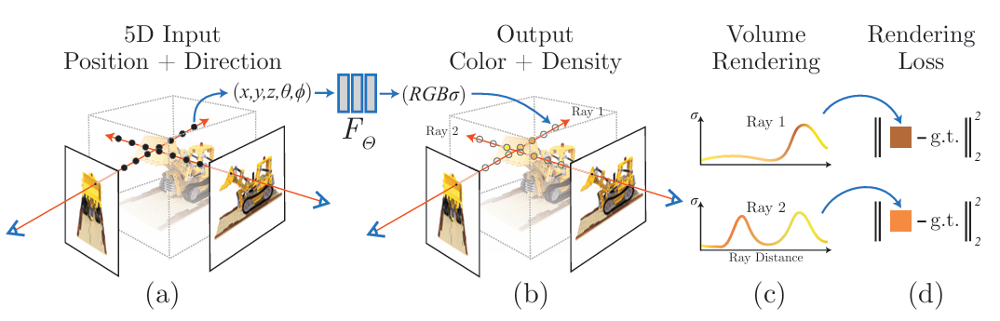 5D Input
Position + Direction
Output
Color + Density
Volume
Rendering
Rendering
Loss
(x,y,z,θ,ϕ)
F_Θ
(RGBσ)
Ray 1
Ray 2
σ
Ray 1
‖ - g.t. ‖ 2 2
σ
Ray 2
Ray Distance
‖ - g.t. ‖ 2 2
(a)
(b)
(c)
(d)